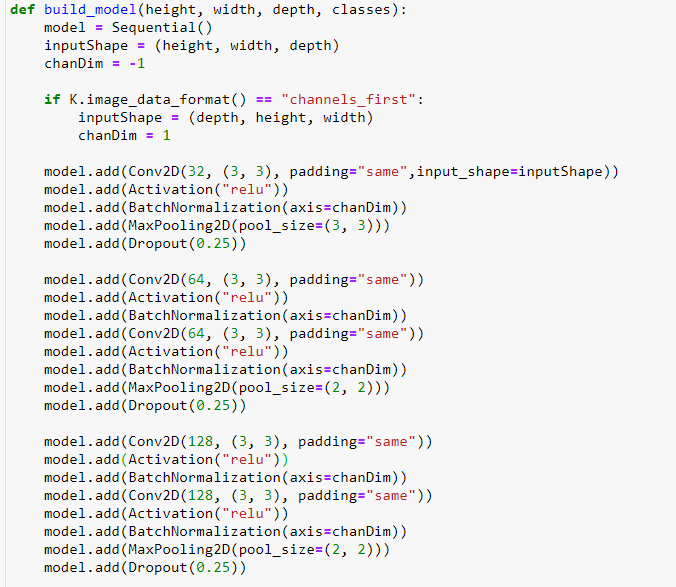 def build_model(height, width, depth, classes):
    model = Sequential()
    inputShape = (height, width, depth)
    chanDim = -1

    if K.image_data_format() == "channels_first":
        inputShape = (depth, height, width)
        chanDim = 1

    model.add(Conv2D(32, (3, 3), padding="same",input_shape=inputShape))
    model.add(Activation("relu"))
    model.add(BatchNormalization(axis=chanDim))
    model.add(MaxPooling2D(pool_size=(3, 3)))
    model.add(Dropout(0.25))

    model.add(Conv2D(64, (3, 3), padding="same"))
    model.add(Activation("relu"))
    model.add(BatchNormalization(axis=chanDim))
    model.add(Conv2D(64, (3, 3), padding="same"))
    model.add(Activation("relu"))
    model.add(BatchNormalization(axis=chanDim))
    model.add(MaxPooling2D(pool_size=(2, 2)))
    model.add(Dropout(0.25))

    model.add(Conv2D(128, (3, 3), padding="same"))
    model.add(Activation("relu"))
    model.add(BatchNormalization(axis=chanDim))
    model.add(Conv2D(128, (3, 3), padding="same"))
    model.add(Activation("relu"))
    model.add(BatchNormalization(axis=chanDim))
    model.add(MaxPooling2D(pool_size=(2, 2)))
    model.add(Dropout(0.25))